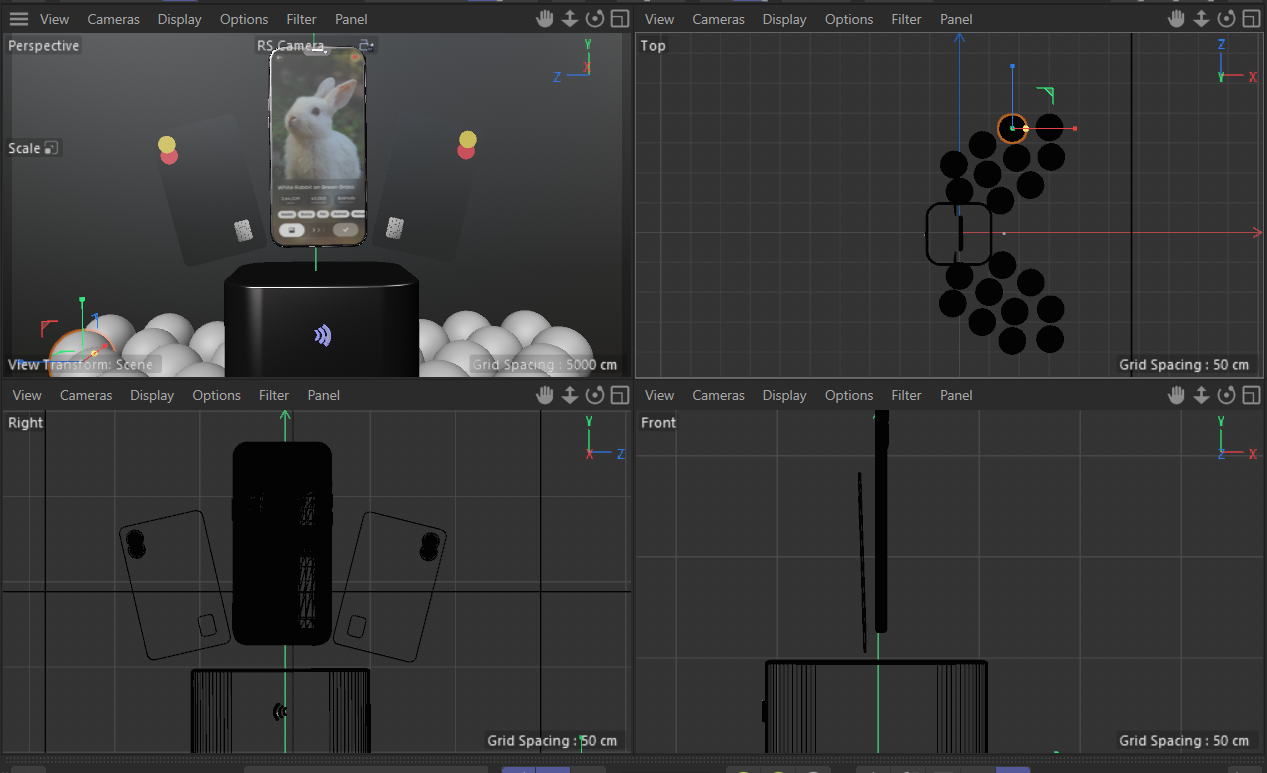 View Cameras Display Options Filter Panel
Perspective
RS Camera
Y
X
Z
Scale
White Rabbit on Green Grass
View Transform: Scene
Grid Spacing : 5000 cm
View Cameras Display Options Filter Panel
Top
Z
Y
X
Grid Spacing : 50 cm
View Cameras Display Options Filter Panel
Right
Y
X
Z
Grid Spacing : 50 cm
View Cameras Display Options Filter Panel
Front
Y
Z
X
Grid Spacing : 50 cm